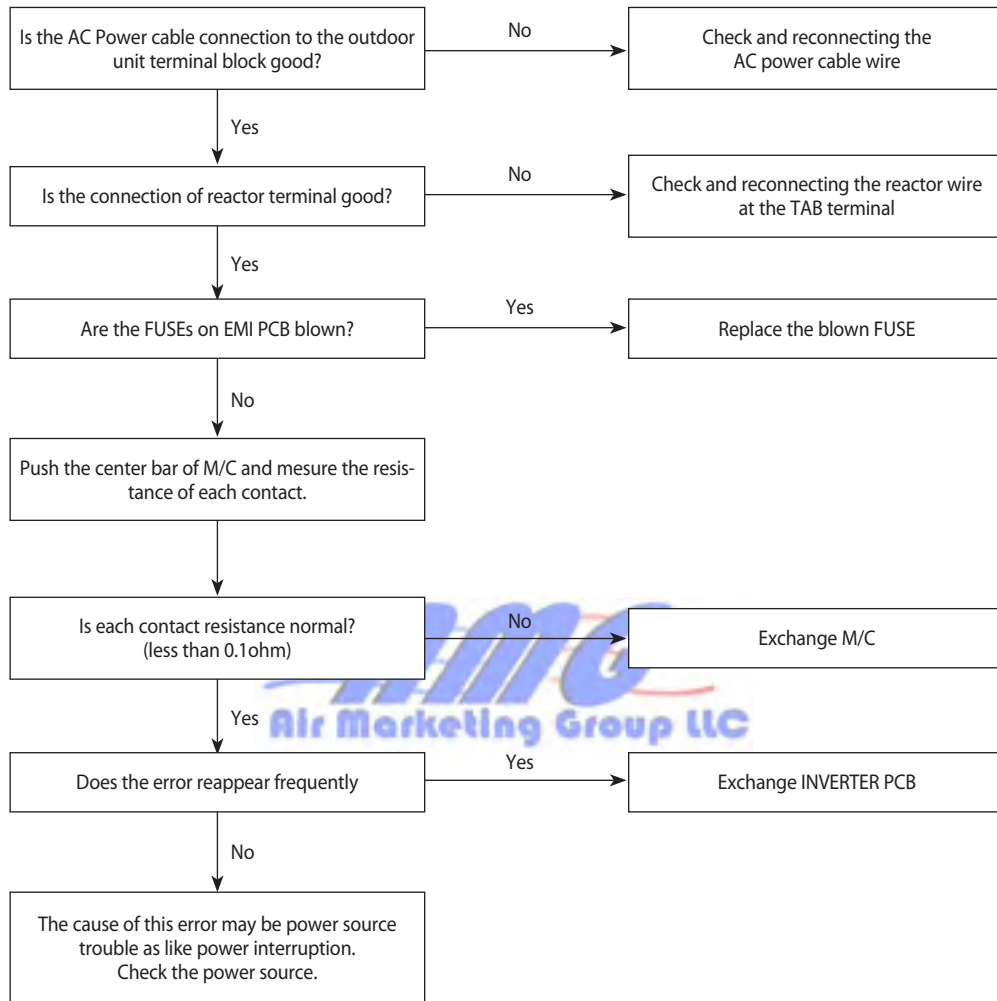 Is the AC Power cable connection to the outdoor
unit terminal block good?
No
Check and reconnecting the
AC power cable wire
Yes
Is the connection of reactor terminal good?
No
Check and reconnecting the reactor wire
at the TAB terminal
Yes
Are the FUSEs on EMI PCB blown?
Yes
Replace the blown FUSE
No
Push the center bar of M/C and mesure the resis-
tance of each contact.
Is each contact resistance normal?
(less than 0.1ohm)
No
Exchange M/C
AMG
Air Marketing Group LLC
Yes
Does the error reappear frequently
Yes
Exchange INVERTER PCB
No
The cause of this error may be power source
trouble as like power interruption.
Check the power source.